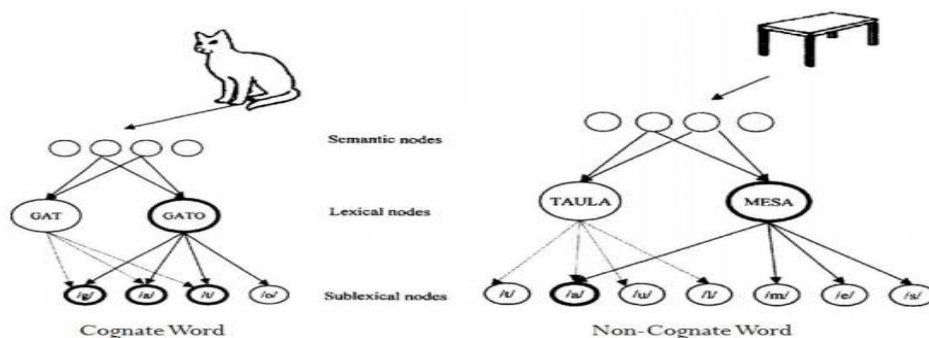 Semantic nodes
GAT
GATO
Lexical nodes
TAULA
MESA
/g/
/a/
/t/
/o/
Sublexical nodes
/t/
/a/
/u/
/l/
/m/
/e/
/s/
Cognate Word
Non-Cognate Word